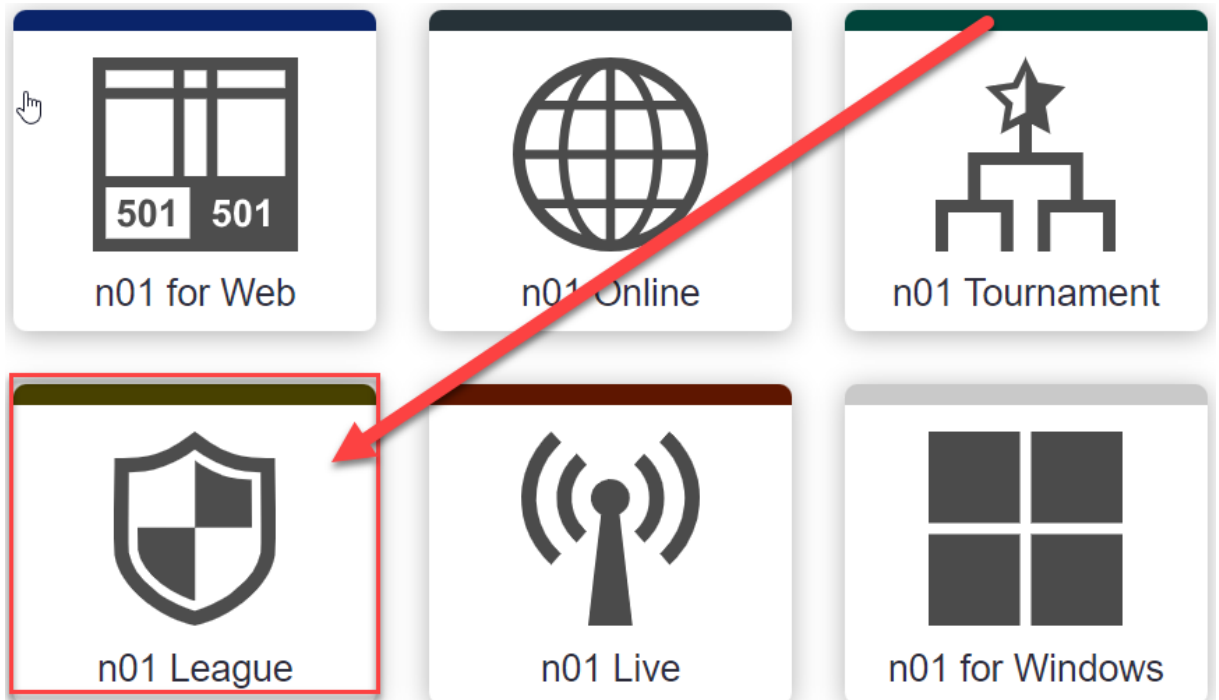 501 501
n01 for Web
n01 Online
n01 Tournament
n01 League
n01 Live
n01 for Windows